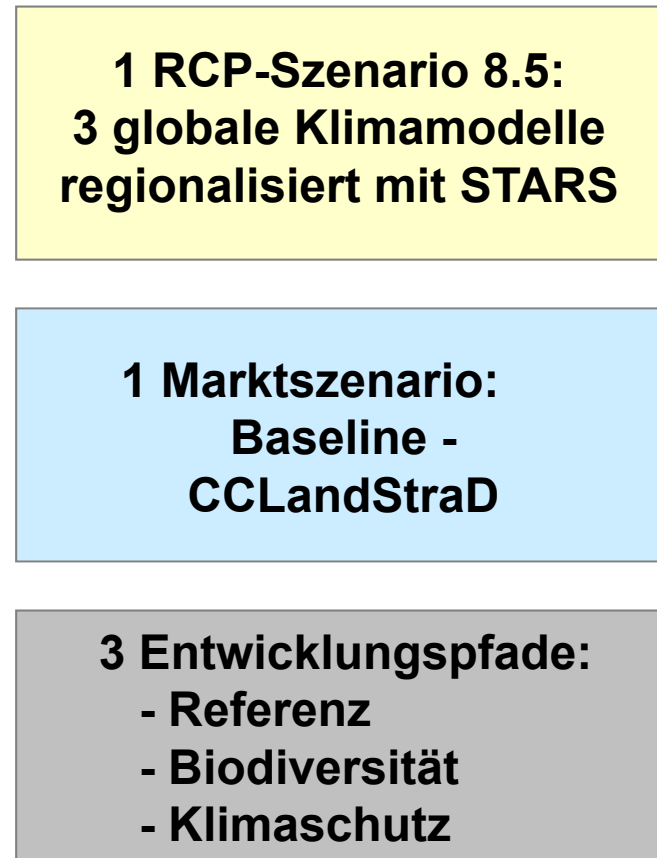 1 RCP-Szenario 8.5:
3 globale Klimamodelle
regionalisiert mit STARS
1 Marktszenario:
Baseline -
CCLandStraD
3 Entwicklungspfade:
- Referenz
- Biodiversität
- Klimaschutz